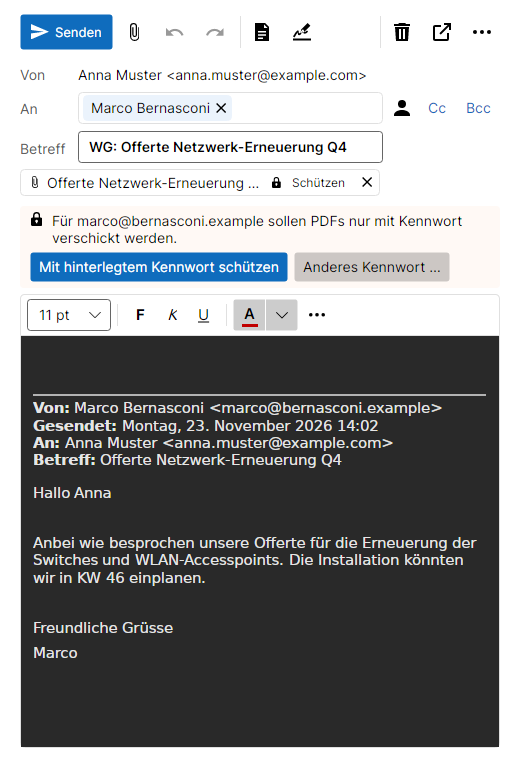 Senden
Von Anna Muster <anna.muster@example.com>
An Marco Bernasconi Cc Bcc
Betreff WG: Offerte Netzwerk-Erneuerung Q4
Offerte Netzwerk-Erneuerung ... Schützen
Für marco@bernasconi.example sollen PDFs nur mit Kennwort
verschickt werden.
Mit hinterlegtem Kennwort schützen Anderes Kennwort ...
11 pt F K U A
Von: Marco Bernasconi <marco@bernasconi.example>
Gesendet: Montag, 23. November 2026 14:02
An: Anna Muster <anna.muster@example.com>
Betreff: Offerte Netzwerk-Erneuerung Q4
Hallo Anna
Anbei wie besprochen unsere Offerte für die Erneuerung der
Switches und WLAN-Accesspoints. Die Installation könnten
wir in KW 46 einplanen.
Freundliche Grüsse
Marco